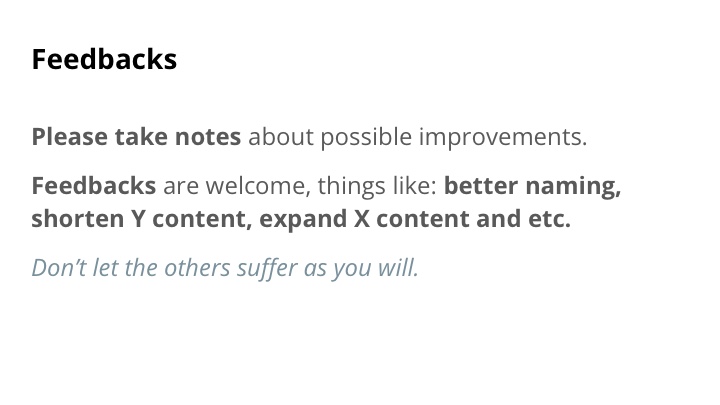 Feedbacks
Please take notes about possible improvements.
Feedbacks are welcome, things like: better naming,
shorten Y content, expand X content and etc.
Don’t let the others suffer as you will.